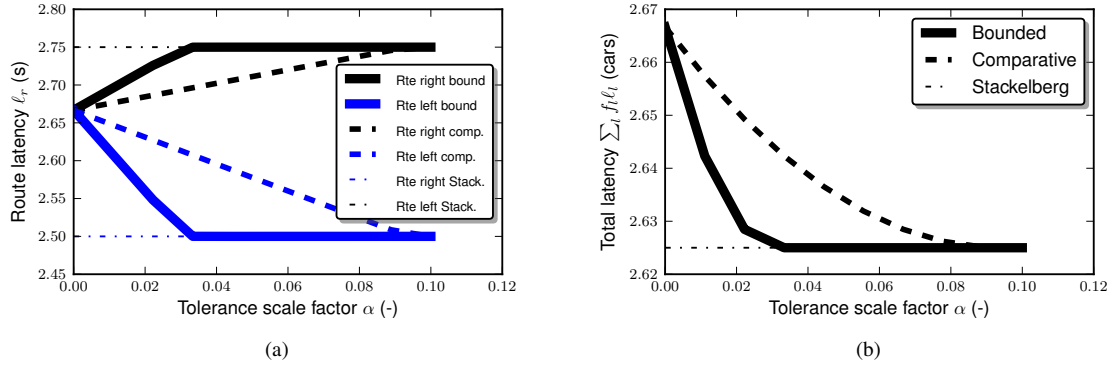 2.80
2.75
2.70
2.65
2.60
2.55
2.50
2.45
Route latency ℓ_r (s)
0.00 0.02 0.04 0.06 0.08 0.10 0.12
Tolerance scale factor α (-)
Rte right bound
Rte left bound
Rte right comp.
Rte left comp.
Rte right Stack.
Rte left Stack.
(a)
2.67
2.66
2.65
2.64
2.63
2.62
Total latency ∑_l f_l ℓ_l (cars)
0.00 0.02 0.04 0.06 0.08 0.10 0.12
Tolerance scale factor α (-)
Bounded
Comparative
Stackelberg
(b)